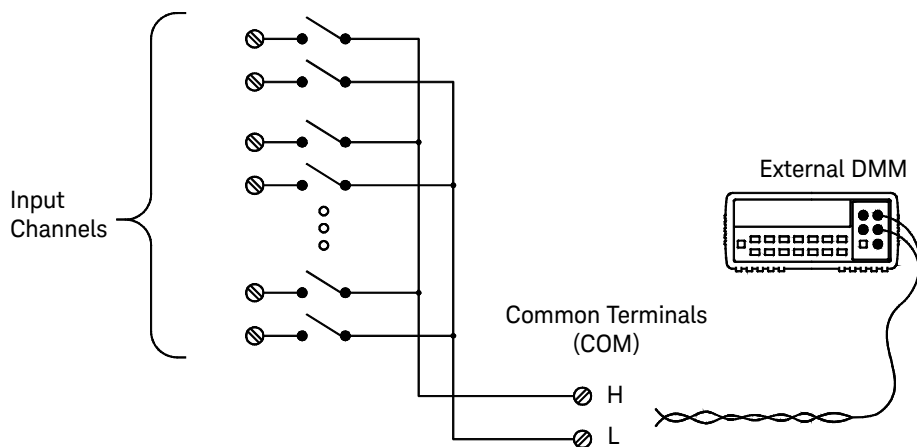 Input
Channels
External DMM
Common Terminals
(COM)
H
L